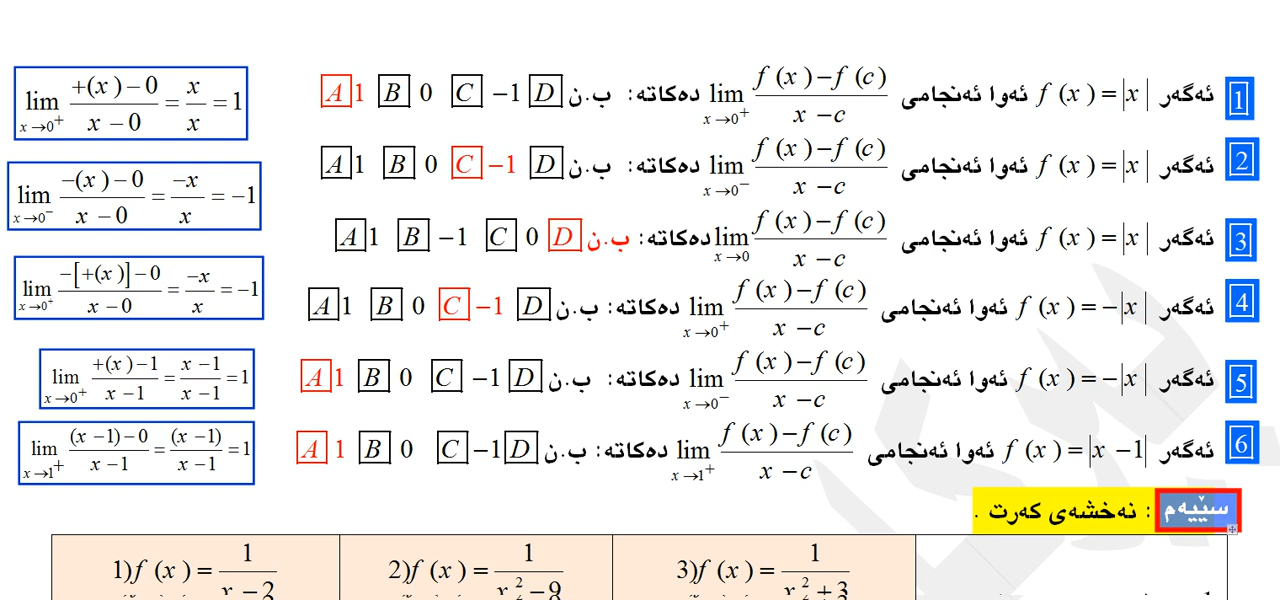 1 ئەگەر f(x)=|x| ئەوا ئەنجامی lim x→0⁺ (f(x)−f(c))/(x−c) دەکاتە: A 1 B 0 C −1 D ب.ن
lim x→0⁺ (+(x)−0)/(x−0) = x/x = 1
2 ئەگەر f(x)=|x| ئەوا ئەنجامی lim x→0⁻ (f(x)−f(c))/(x−c) دەکاتە: A 1 B 0 C −1 D ب.ن
lim x→0⁻ (−(x)−0)/(x−0) = −x/x = −1
3 ئەگەر f(x)=|x| ئەوا ئەنجامی lim x→0 (f(x)−f(c))/(x−c) دەکاتە: A 1 B −1 C 0 D ب.ن
4 ئەگەر f(x)=−|x| ئەوا ئەنجامی lim x→0⁺ (f(x)−f(c))/(x−c) دەکاتە: A 1 B 0 C −1 D ب.ن
lim x→0⁺ (−[+(x)]−0)/(x−0) = −x/x = −1
5 ئەگەر f(x)=−|x| ئەوا ئەنجامی lim x→0⁻ (f(x)−f(c))/(x−c) دەکاتە: A 1 B 0 C −1 D ب.ن
lim x→0⁺ (+(x)−1)/(x−1) = (x−1)/(x−1) = 1
6 ئەگەر f(x)=|x−1| ئەوا ئەنجامی lim x→1⁺ (f(x)−f(c))/(x−c) دەکاتە: A 1 B 0 C −1 D ب.ن
lim x→1⁺ ((x−1)−0)/(x−1) = (x−1)/(x−1) = 1
سێیەم : نەخشەی کەرت .
1)f(x) = 1/(x−2) 2)f(x) = 1/(x²−9) 3)f(x) = 1/(x²+3)